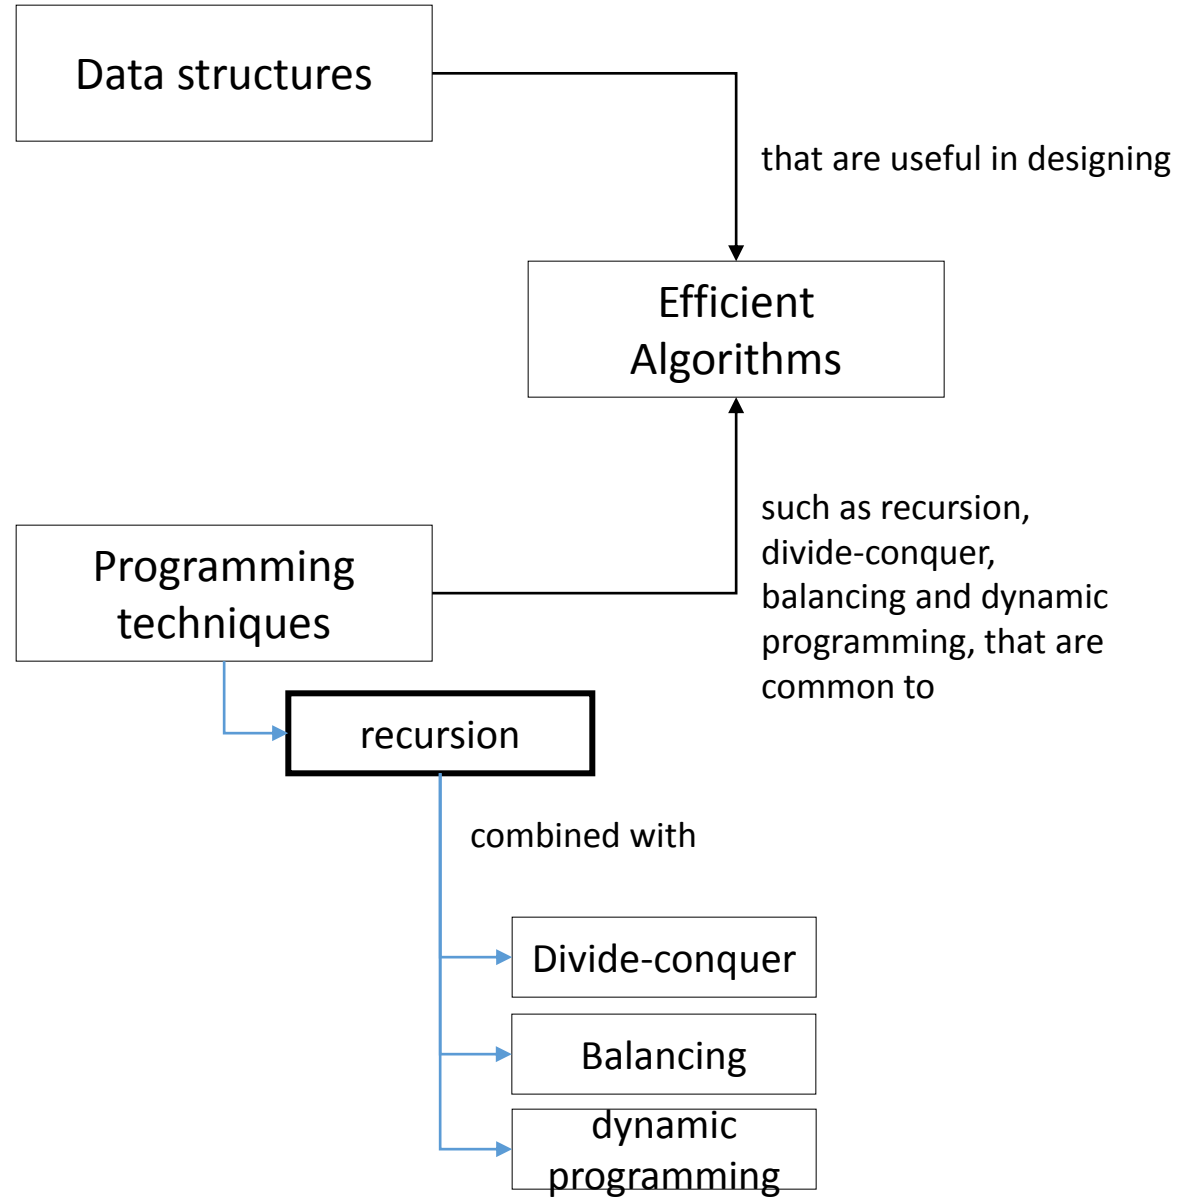 Data structures
that are useful in designing
Efficient
Algorithms
such as recursion,
divide-conquer,
balancing and dynamic
programming, that are
common to
Programming
techniques
recursion
combined with
Divide-conquer
Balancing
dynamic
programming